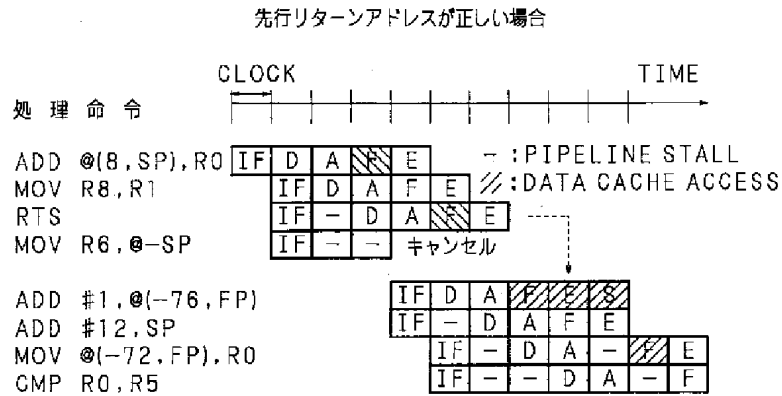 先行リターンアドレスが正しい場合
CLOCK TIME
処理命令
ADD @(8,SP),R0 IF D A F E - :PIPELINE STALL
MOV R8,R1 IF D A F E :DATA CACHE ACCESS
RTS IF - D A F E
MOV R6,@-SP IF - - キャンセル
ADD #1,@(-76,FP) IF D A F E S
ADD #12,SP IF - D A F E
MOV @(-72,FP),R0 IF - D A - F E
CMP R0,R5 IF - - D A - F